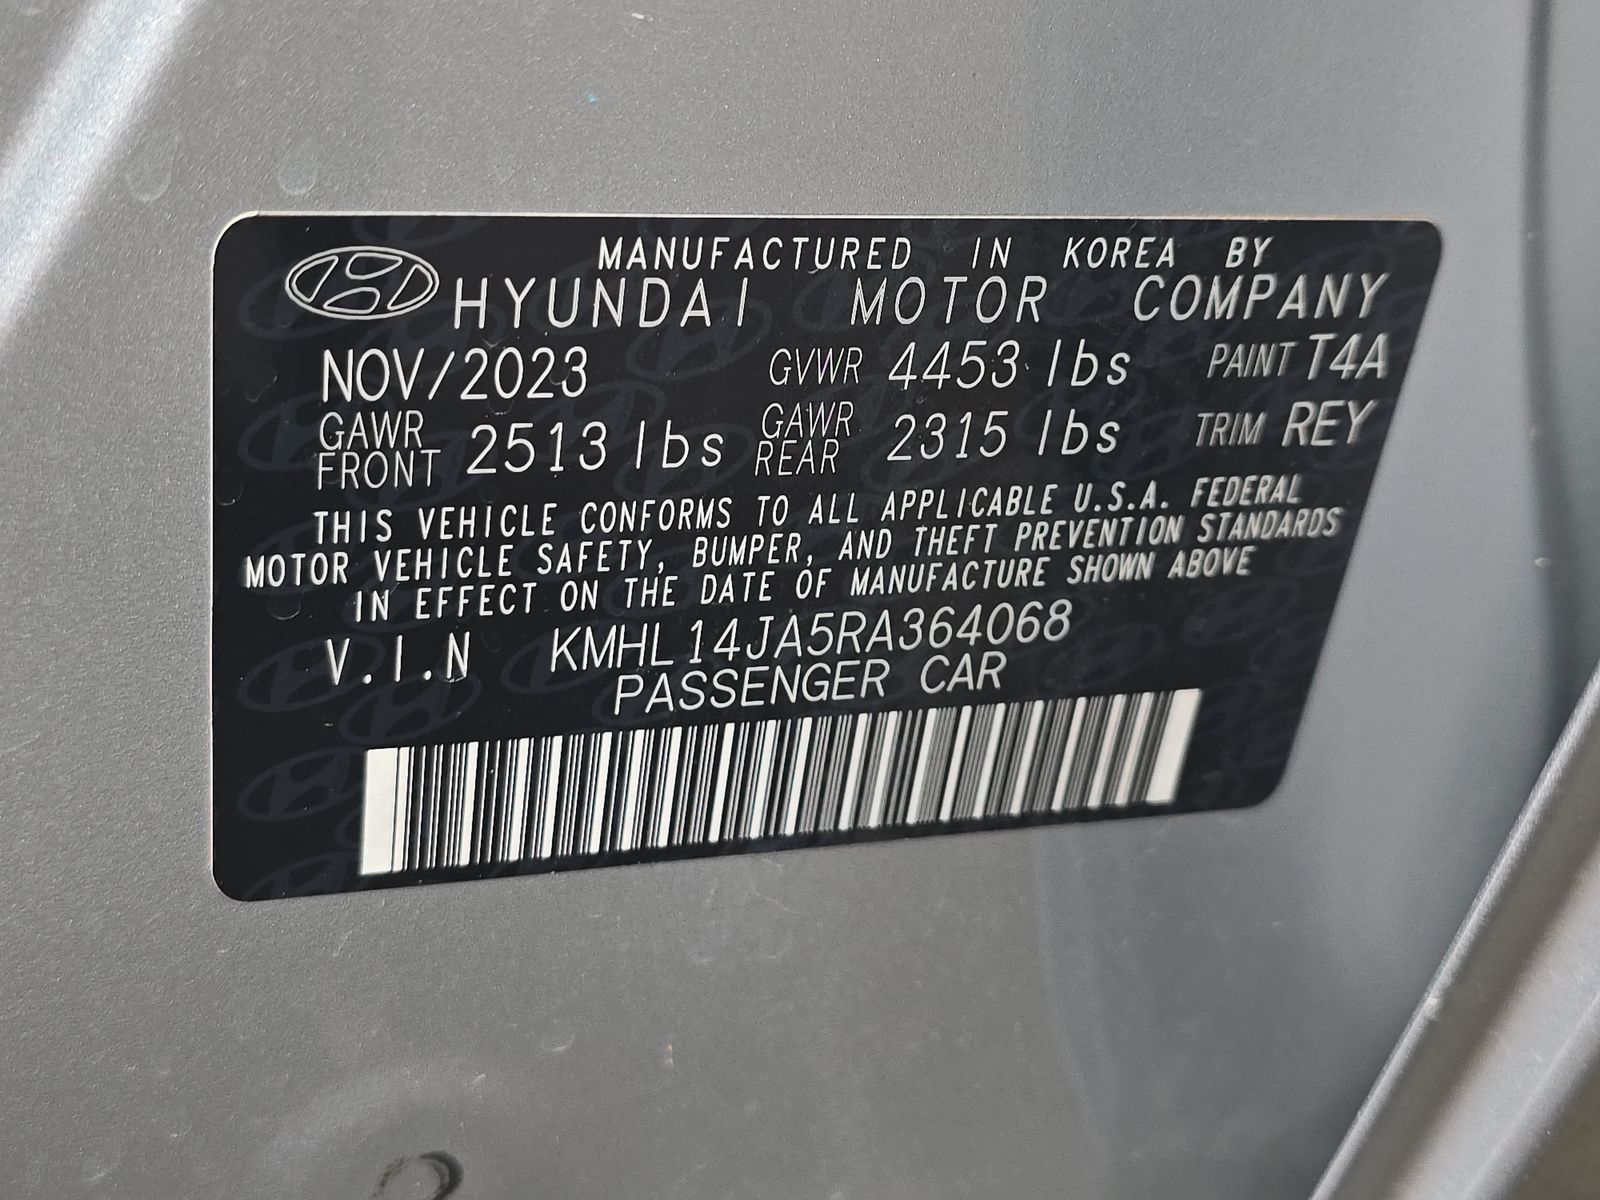 MANUFACTURED IN KOREA BY
HYUNDAI MOTOR COMPANY
NOV/2023 GVWR 4453 lbs PAINT T4A
GAWR FRONT 2513 lbs GAWR REAR 2315 lbs TRIM REY
THIS VEHICLE CONFORMS TO ALL APPLICABLE U.S.A. FEDERAL
MOTOR VEHICLE SAFETY, BUMPER, AND THEFT PREVENTION STANDARDS
IN EFFECT ON THE DATE OF MANUFACTURE SHOWN ABOVE
V.I.N KMHL14JA5RA364068
PASSENGER CAR